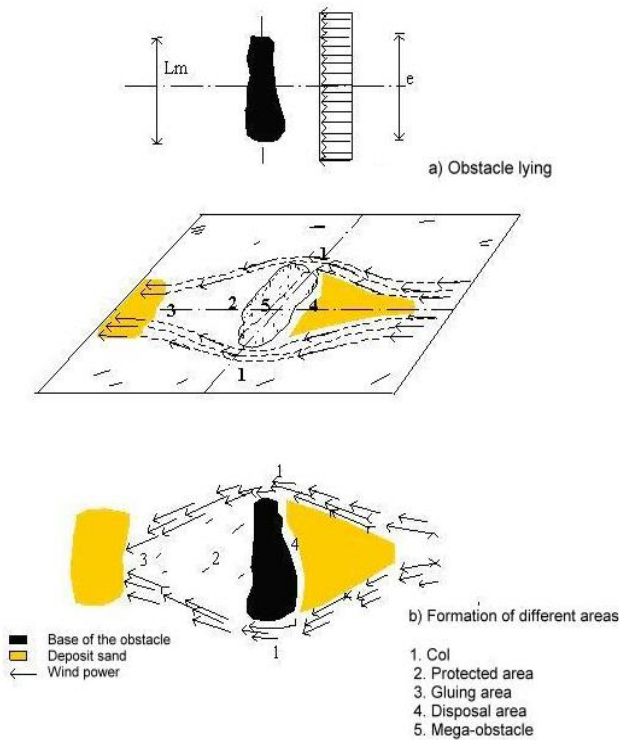 Lm
e
a) Obstacle lying
1
3
2
5
4
1
1
3
2
4
1
b) Formation of different areas
Base of the obstacle
Deposit sand
Wind power
1. Col
2. Protected area
3. Gluing area
4. Disposal area
5. Mega-obstacle